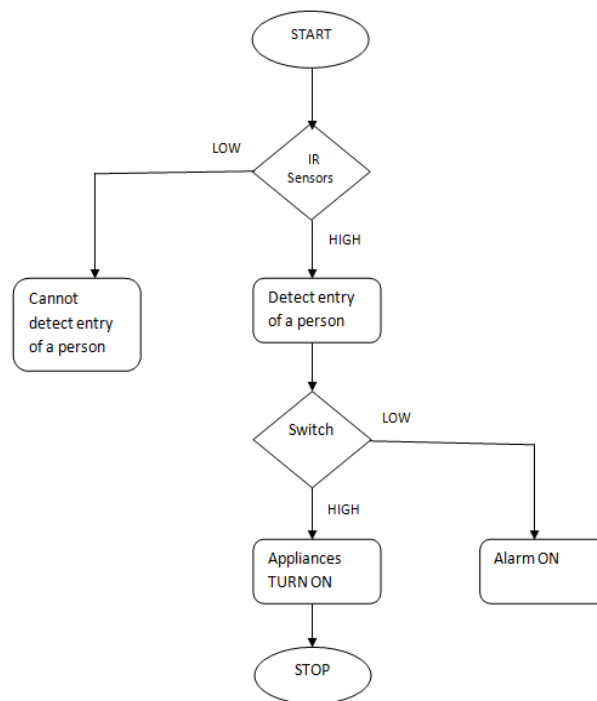 START
LOW
IR
Sensors
HIGH
Cannot
detect entry
of a person
Detect entry
of a person
Switch
LOW
HIGH
Appliances
TURN ON
Alarm ON
STOP